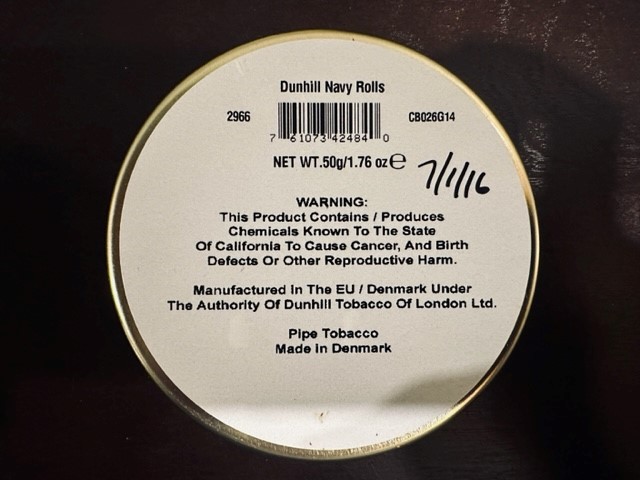 Dunhill Navy Rolls
2966 CB026G14
7 61073 42484 0
NET WT.50g/1.76 oz ℮ 7/1/16
WARNING:
This Product Contains / Produces
Chemicals Known To The State
Of California To Cause Cancer, And Birth
Defects Or Other Reproductive Harm.
Manufactured In The EU / Denmark Under
The Authority Of Dunhill Tobacco Of London Ltd.
Pipe Tobacco
Made in Denmark